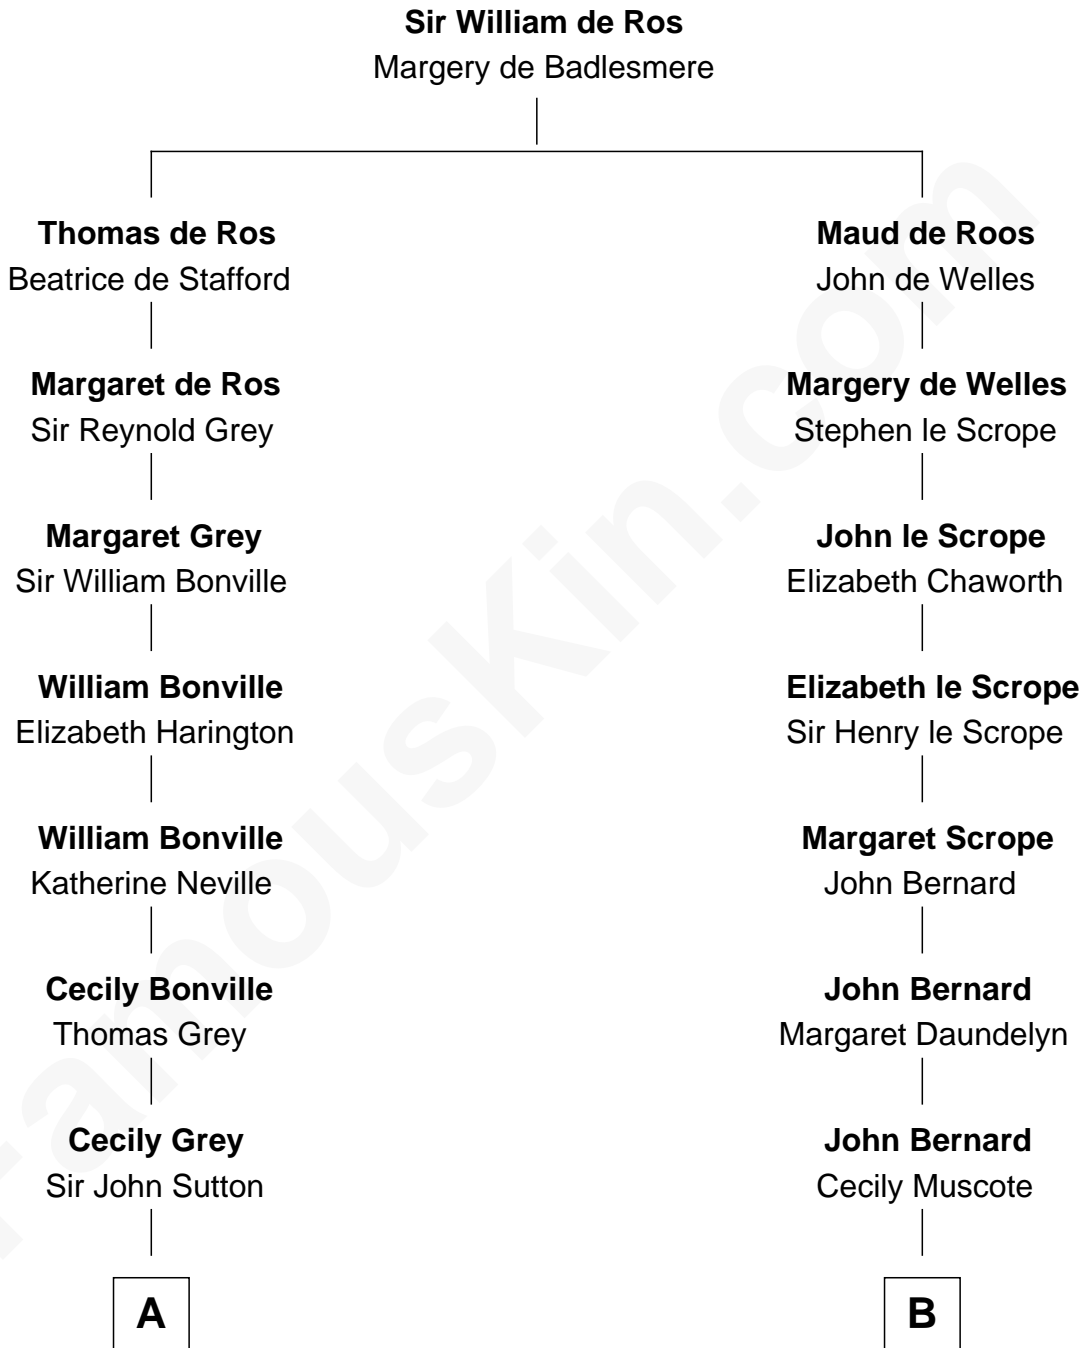 Sir William de Ros
Margery de Badlesmere
Thomas de Ros
Beatrice de Stafford
Maud de Roos
John de Welles
Margaret de Ros
Sir Reynold Grey
Margery de Welles
Stephen le Scrope
Margaret Grey
Sir William Bonville
John le Scrope
Elizabeth Chaworth
William Bonville
Elizabeth Harington
Elizabeth le Scrope
Sir Henry le Scrope
William Bonville
Katherine Neville
Margaret Scrope
John Bernard
Cecily Bonville
Thomas Grey
John Bernard
Margaret Daundelyn
Cecily Grey
Sir John Sutton
John Bernard
Cecily Muscote
A
B
FamousKin.com